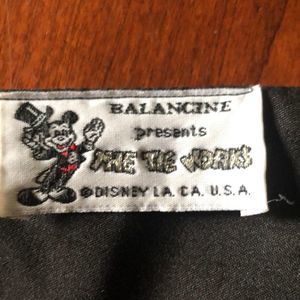 BALANCINE
presents
THE TIE WORKS
© DISNEY LA. CA. U.S.A.